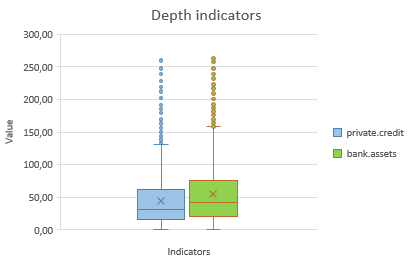 Depth indicators
300,00
250,00
200,00
150,00
100,00
50,00
0,00
Value
Indicators
private.credit
bank.assets